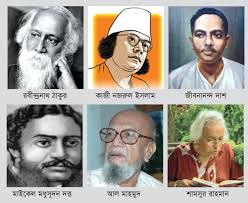 রবীন্দ্রনাথ ঠাকুর
কাজী নজরুল ইসলাম
জীবনানন্দ দাশ
মাইকেল মধুসূদন দত্ত
আল মাহমুদ
শামসুর রাহমান